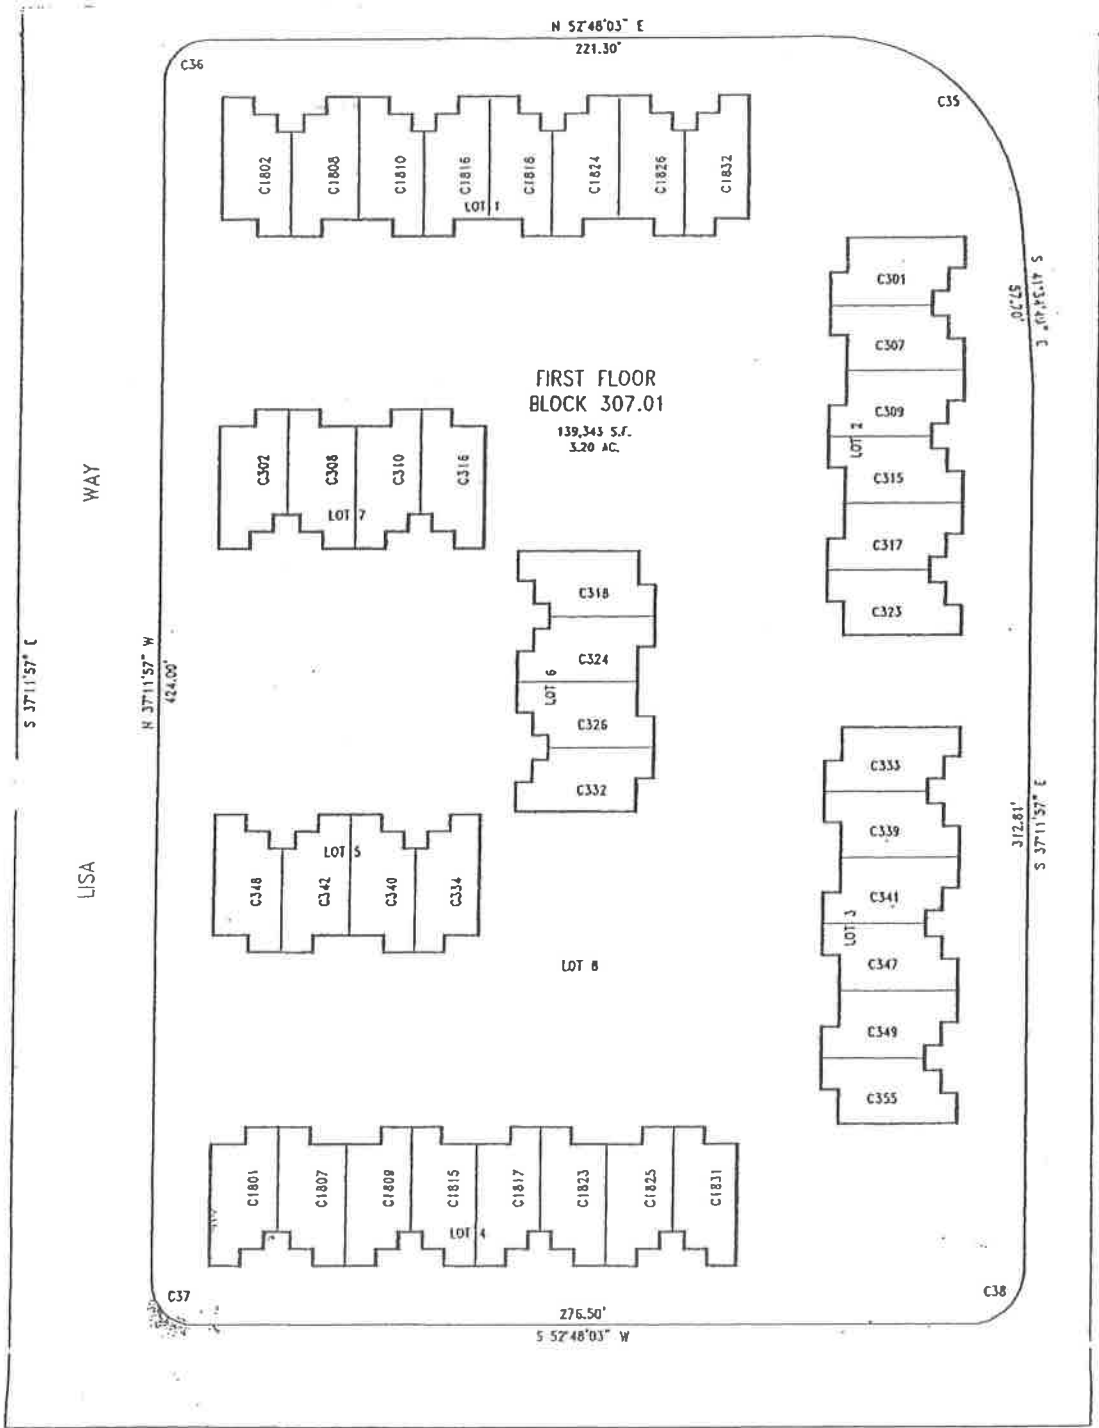 N 52°48'03" E
221.30'
C36
C35
C1802
C1808
C1810
C1816
C1818
C1824
C1826
C1832
LOT 1
C301
C307
C309
LOT 2
C315
C317
C323
57.70'
FIRST FLOOR
BLOCK 307.01
139,343 S.F.
3.20 AC.
WAY
C302
C308
C310
C316
LOT 7
C318
C324
LOT 6
C326
C332
S 37°11'57" E
N 37°11'57" W
424.00'
C333
C339
C341
LOT 3
C347
C349
C355
312.81'
S 37°11'57" E
LISA
LOT 5
C348
C342
C340
C334
LOT 8
C1801
C1807
C1809
C1815
C1817
C1823
C1825
C1831
LOT 4
C37
C38
276.50'
S 52°48'03" W